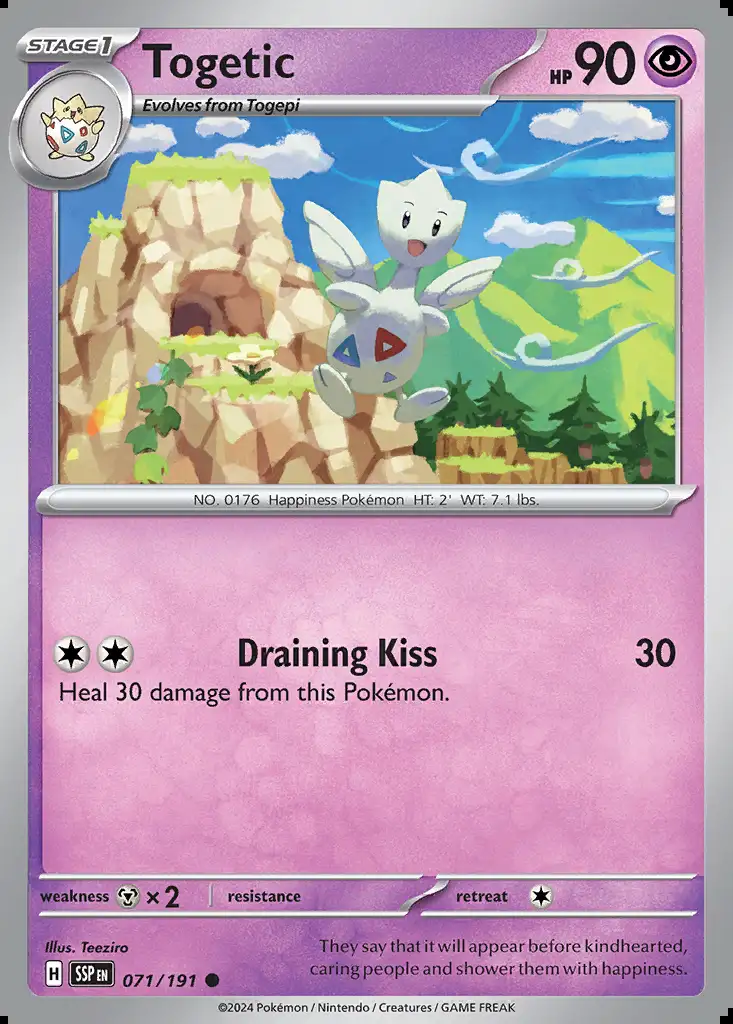 STAGE1
Togetic
HP 90
Evolves from Togepi
NO. 0176 Happiness Pokémon HT: 2' WT: 7.1 lbs.
Draining Kiss 30
Heal 30 damage from this Pokémon.
weakness ×2 resistance retreat
Illus. Teeziro
They say that it will appear before kindhearted,
caring people and shower them with happiness.
H SSP EN 071/191
©2024 Pokémon / Nintendo / Creatures / GAME FREAK